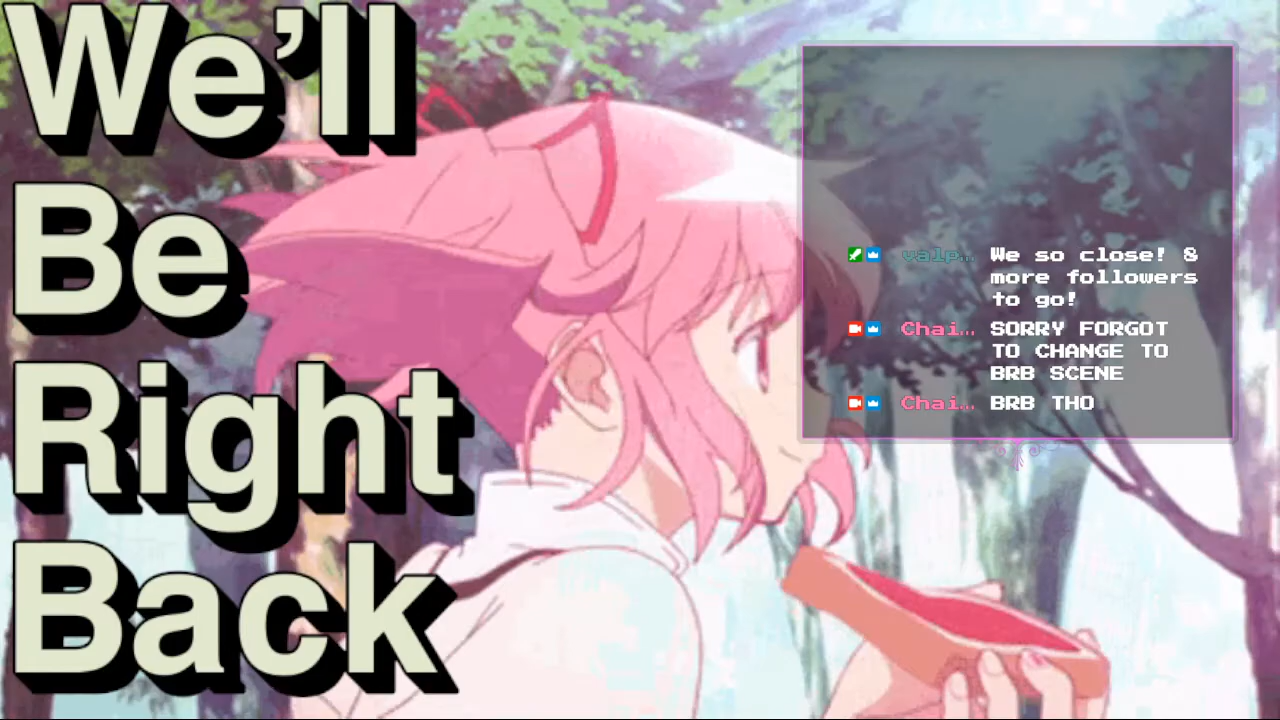 We'll
Be
Right
Back
valp… We so close! 8
more followers
to go!
Chai… SORRY FORGOT
TO CHANGE TO
BRB SCENE
Chai… BRB THO